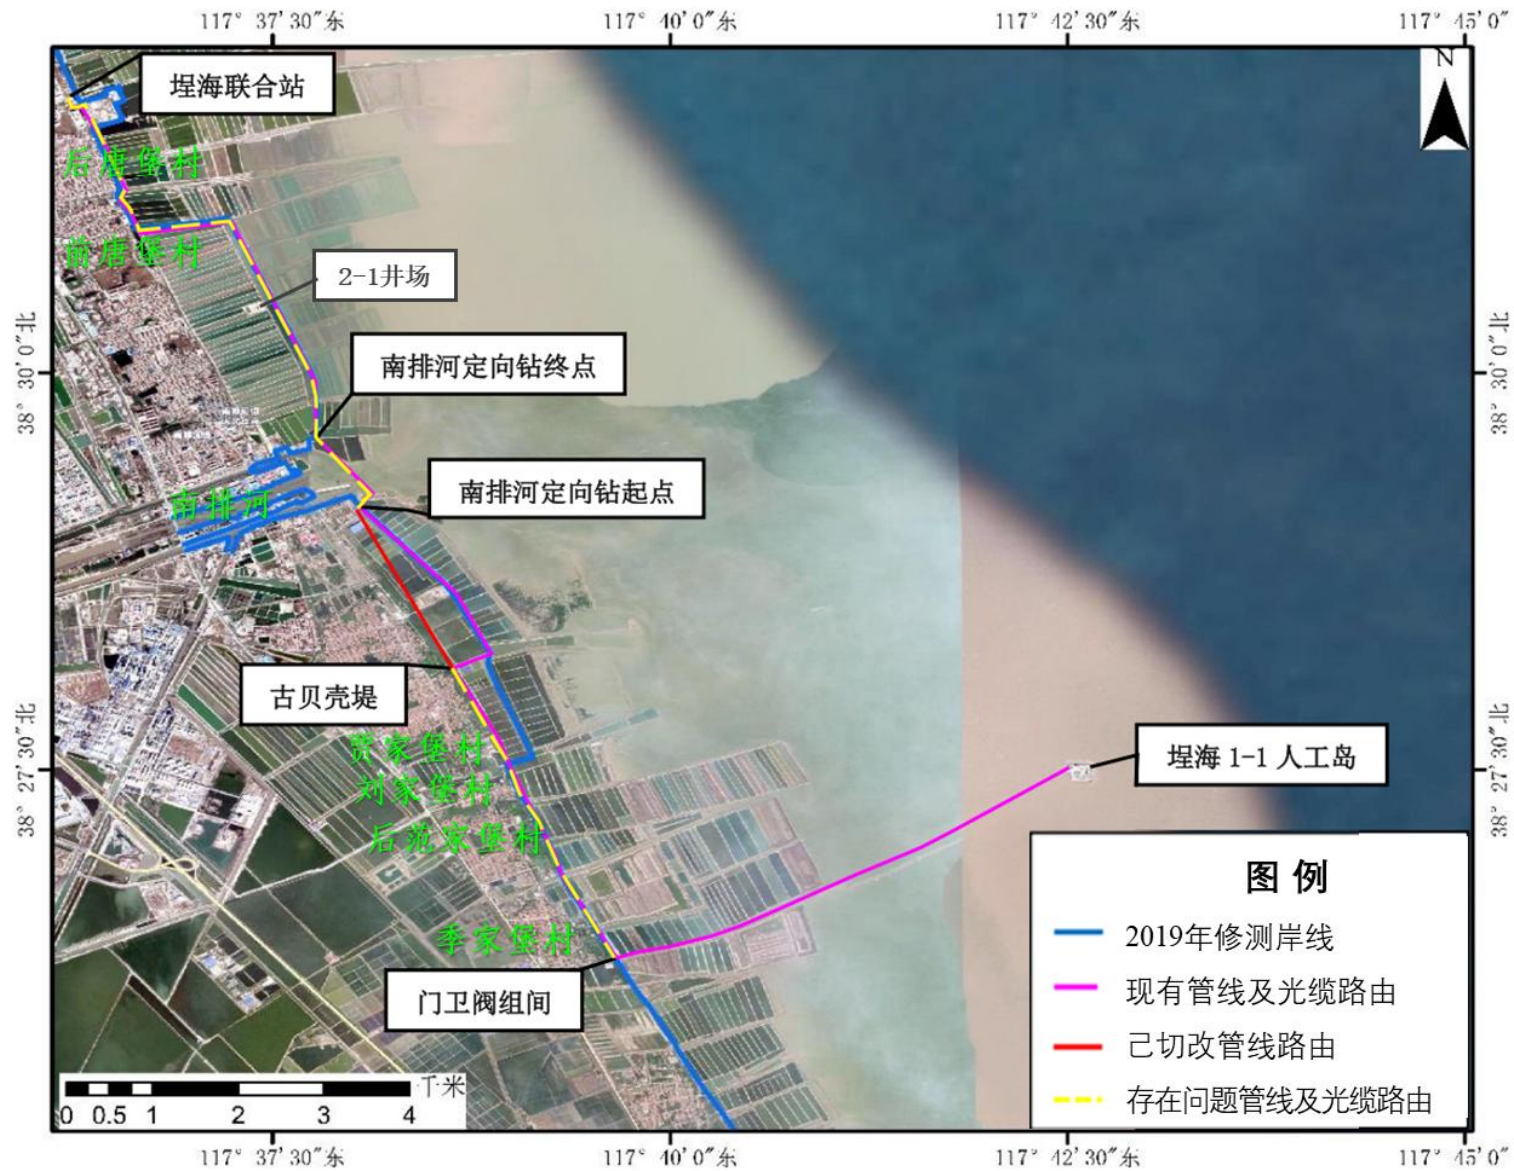 117° 37′30″东
117° 40′0″东
117° 42′30″东
117° 45′0″
N
埕海联合站
后唐堡村
前唐堡村
2-1井场
38° 30′0″北
38° 30′0″北
南排河定向钻终点
南排河定向钻起点
南排河
古贝壳堤
贾家堡村
刘家堡村
后范家堡村
季家堡村
38° 27′30″北
38° 27′30″北
埕海 1-1 人工岛
门卫阀组间
图 例
2019年修测岸线
现有管线及光缆路由
己切改管线路由
存在问题管线及光缆路由
千米
0 0.5 1 2 3 4
117° 37′30″东
117° 40′0″东
117° 42′30″东
117° 45′0″